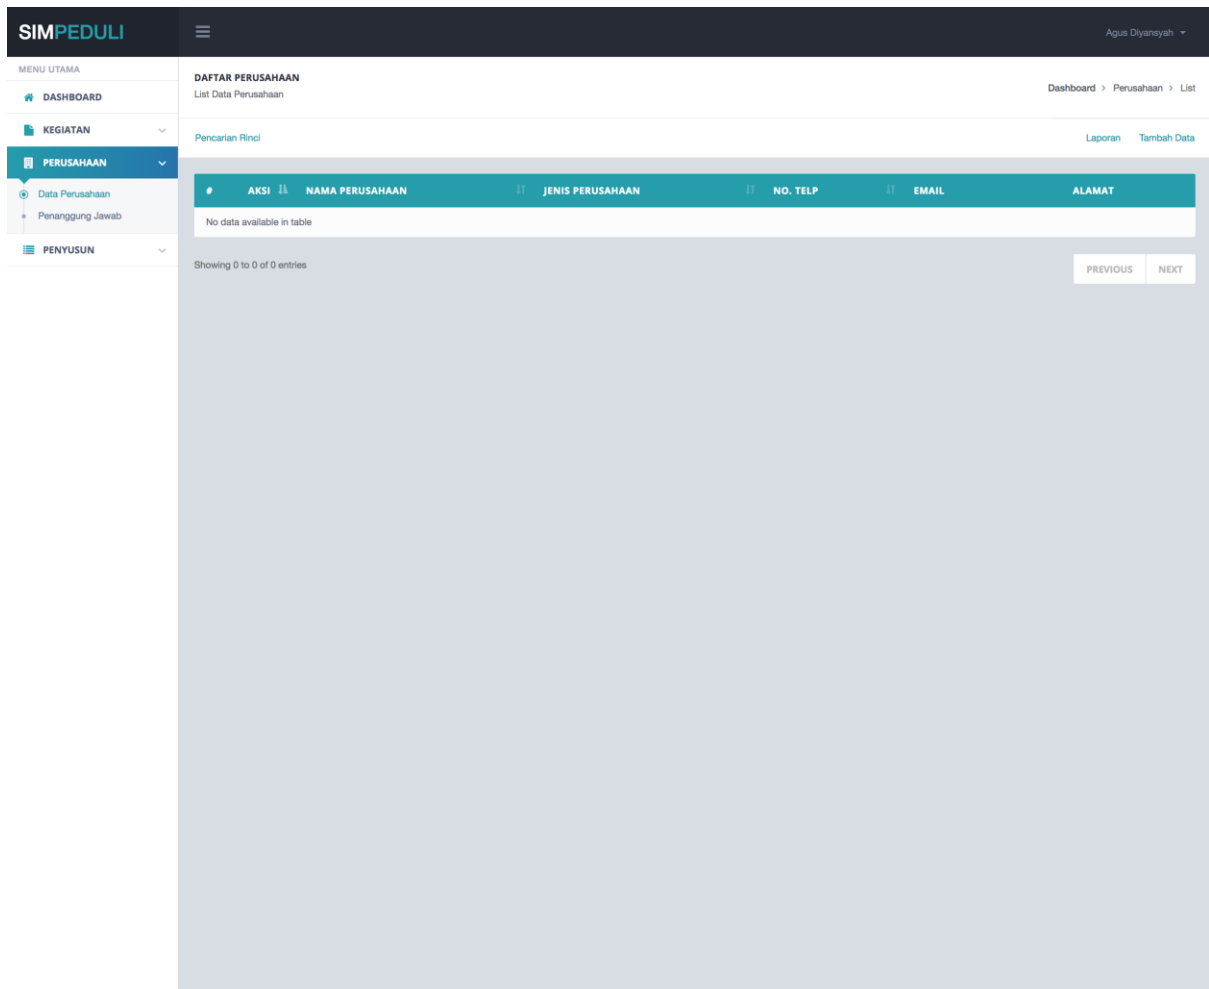 SIMPEDULI
Agus Diyansyah
MENU UTAMA
DASHBOARD
KEGIATAN
PERUSAHAAN
Data Perusahaan
Penanggung Jawab
PENYUSUN
DAFTAR PERUSAHAAN
List Data Perusahaan
Dashboard > Perusahaan > List
Pencarian Rinci
Laporan Tambah Data
# AKSI NAMA PERUSAHAAN JENIS PERUSAHAAN NO. TELP EMAIL ALAMAT
No data available in table
Showing 0 to 0 of 0 entries
PREVIOUS NEXT